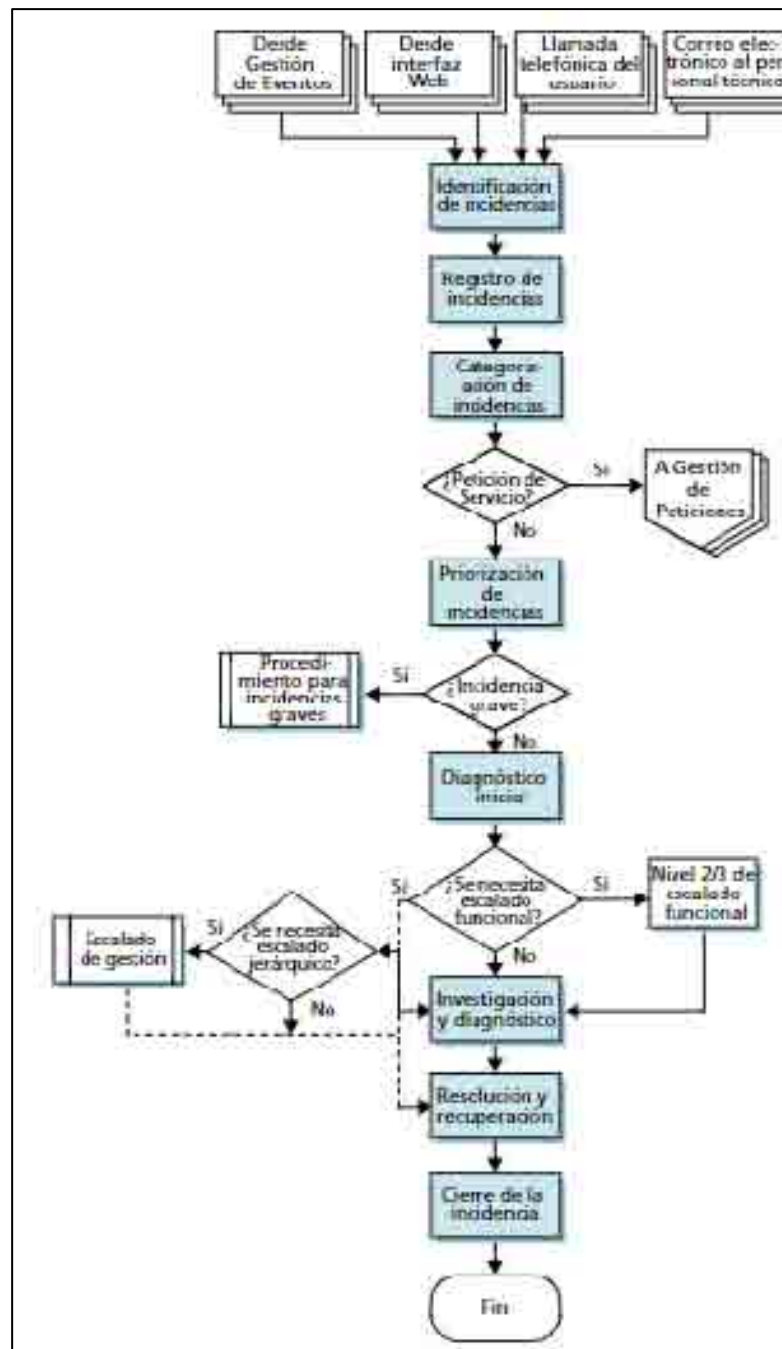 Desde
Gestión
de Eventos
Desde
interfaz
Web
Llamada
telefónica del
usuario
Correo elec-
trónico al per
sonal técnico
Identificación
de incidencias
Registro de
incidencias
Categori-
zación de
incidencias
¿Petición de
Servicio?
Sí
A Gestión
de
Peticiones
No
Priorización
de
incidencias
Procedi-
miento para
incidencias
graves
Sí
¿Incidencia
grave?
No
Diagnóstico
inicial
Escalado
de gestión
Sí
¿Se necesita
escalado
jerárquico?
No
Sí
¿Se necesita
escalado
funcional?
Sí
Nivel 2/3 de
escalado
funcional
No
Investigación
y diagnóstico
Resolución y
recuperación
Cierre de la
incidencia
Fin